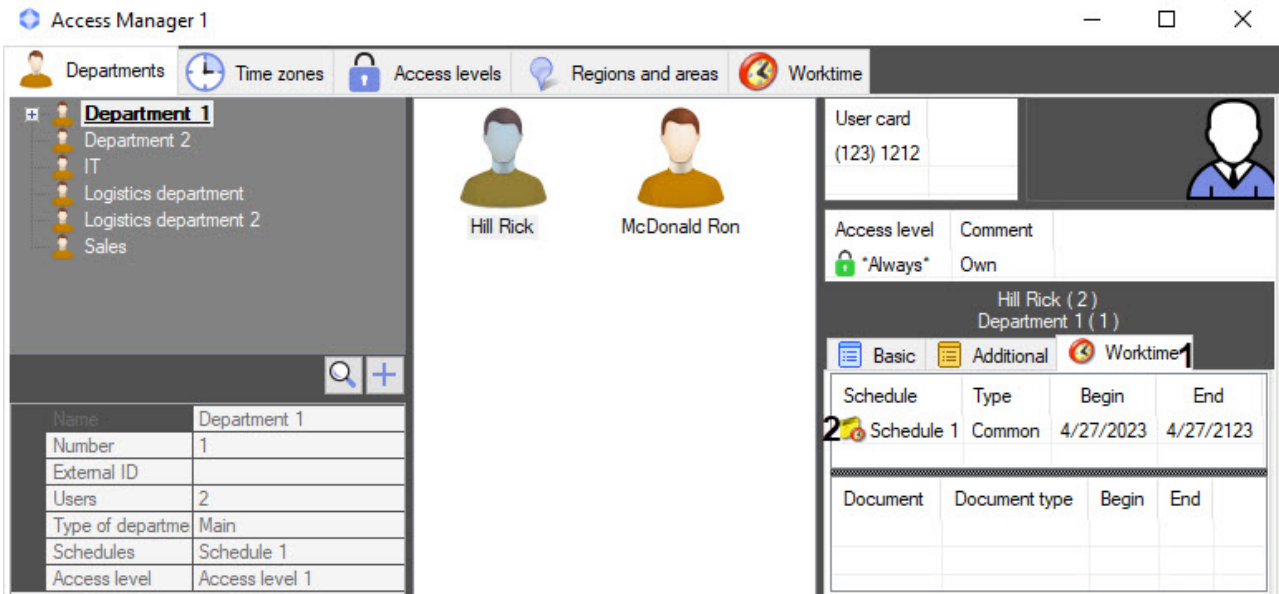 Access Manager 1
Departments Time zones Access levels Regions and areas Worktime
Department 1
Department 2
IT
Logistics department
Logistics department 2
Sales
Name Department 1
Number 1
External ID
Users 2
Type of departme Main
Schedules Schedule 1
Access level Access level 1
Hill Rick McDonald Ron
User card
(123) 1212
Access level Comment
*Always* Own
Hill Rick ( 2 )
Department 1 ( 1 )
Basic Additional Worktime 1
Schedule Type Begin End
2 Schedule 1 Common 4/27/2023 4/27/2123
Document Document type Begin End